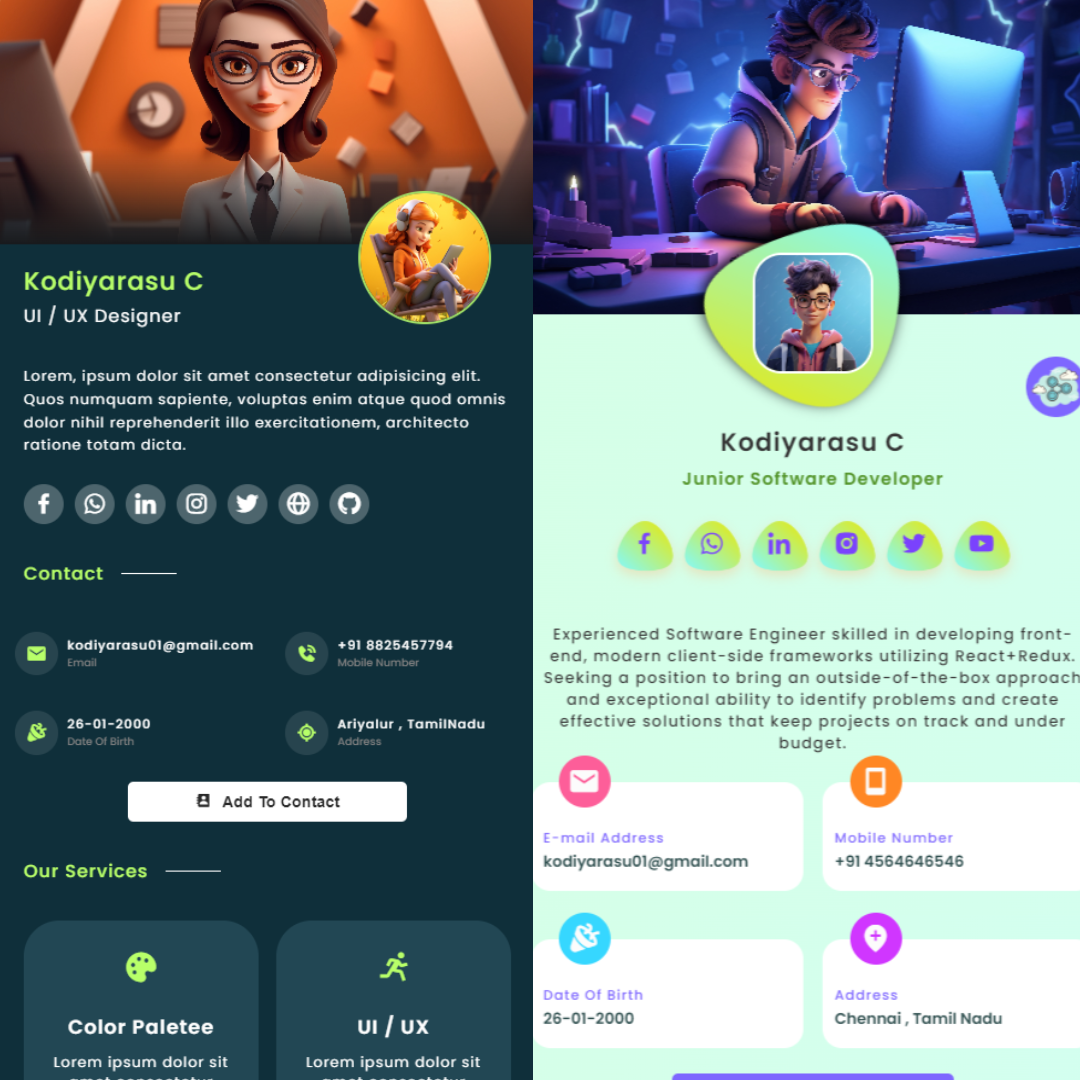 Kodiyarasu C
UI / UX Designer
Lorem, ipsum dolor sit amet consectetur adipisicing elit.
Quos numquam sapiente, voluptas enim atque quod omnis
dolor nihil reprehenderit illo exercitationem, architecto
ratione totam dicta.
Contact
kodiyarasu01@gmail.com
Email
+91 8825457794
Mobile Number
26-01-2000
Date Of Birth
Ariyalur , TamilNadu
Address
Add To Contact
Our Services
Color Paletee
Lorem ipsum dolor sit
amet consectetur
UI / UX
Lorem ipsum dolor sit
amet consectetur
Kodiyarasu C
Junior Software Developer
Experienced Software Engineer skilled in developing front-
end, modern client-side frameworks utilizing React+Redux.
Seeking a position to bring an outside-of-the-box approach
and exceptional ability to identify problems and create
effective solutions that keep projects on track and under
budget.
E-mail Address
kodiyarasu01@gmail.com
Mobile Number
+91 4564646546
Date Of Birth
26-01-2000
Address
Chennai , Tamil Nadu